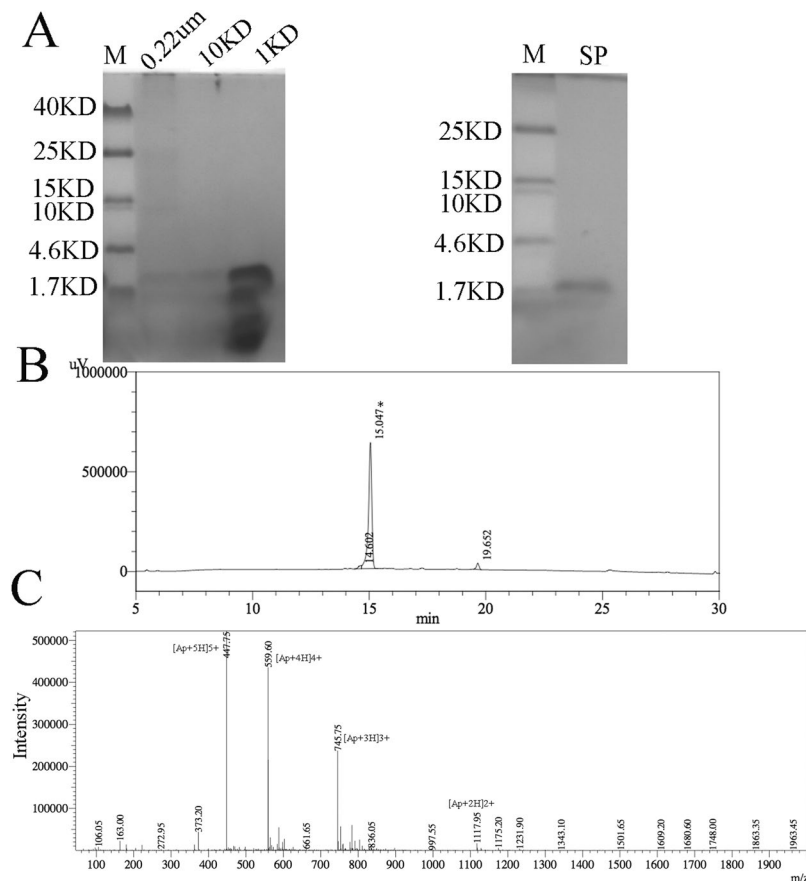 A
M 0.22um 10KD 1KD
40KD
25KD
15KD
10KD
4.6KD
1.7KD
M SP
25KD
15KD
10KD
4.6KD
1.7KD
B
uV
1000000
500000
0
15.047*
14.602
19.652
5 10 15 20 25 30
min
C
Intensity
500000
400000
300000
200000
100000
[Ap+5H]5+
447.75
559.60
[Ap+4H]4+
745.75
[Ap+3H]3+
[Ap+2H]2+
106.05
163.00
272.95
373.20
661.65
836.05
997.55
1117.95
1175.20
1231.90
1343.10
1501.65
1609.20
1680.60
1748.00
1863.35
1963.45
100 200 300 400 500 600 700 800 900 1000 1100 1200 1300 1400 1500 1600 1700 1800 1900
m/z